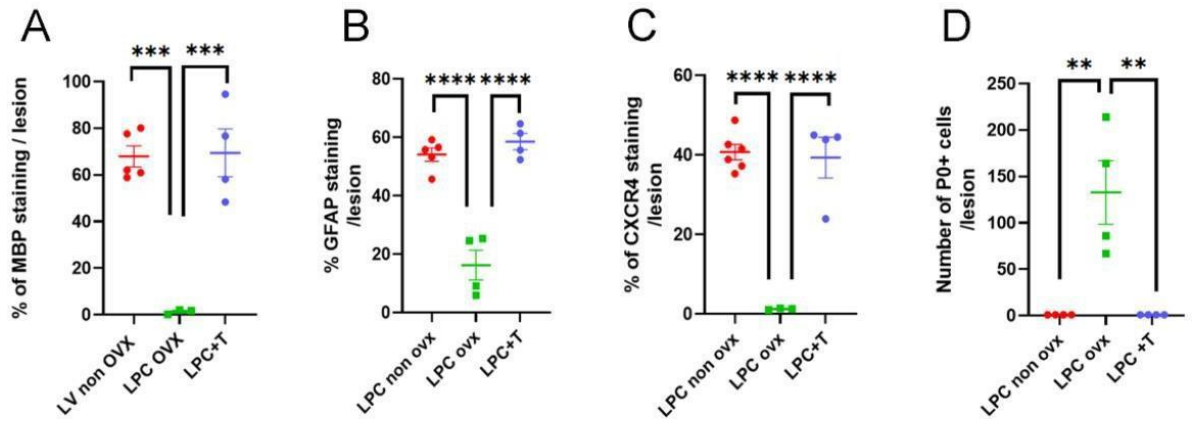 A
% of MBP staining / lesion
100
80
60
40
20
0
*** ***
LV non OVX
LPC OVX
LPC+T
B
% GFAP staining
/lesion
80
60
40
20
0
**** ****
LPC non ovx
LPC ovx
LPC+T
C
% of CXCR4 staining
/lesion
60
40
20
0
**** ****
LPC non ovx
LPC ovx
LPC+T
D
Number of P0+ cells
/lesion
250
200
150
100
50
0
** **
LPC non ovx
LPC ovx
LPC +T